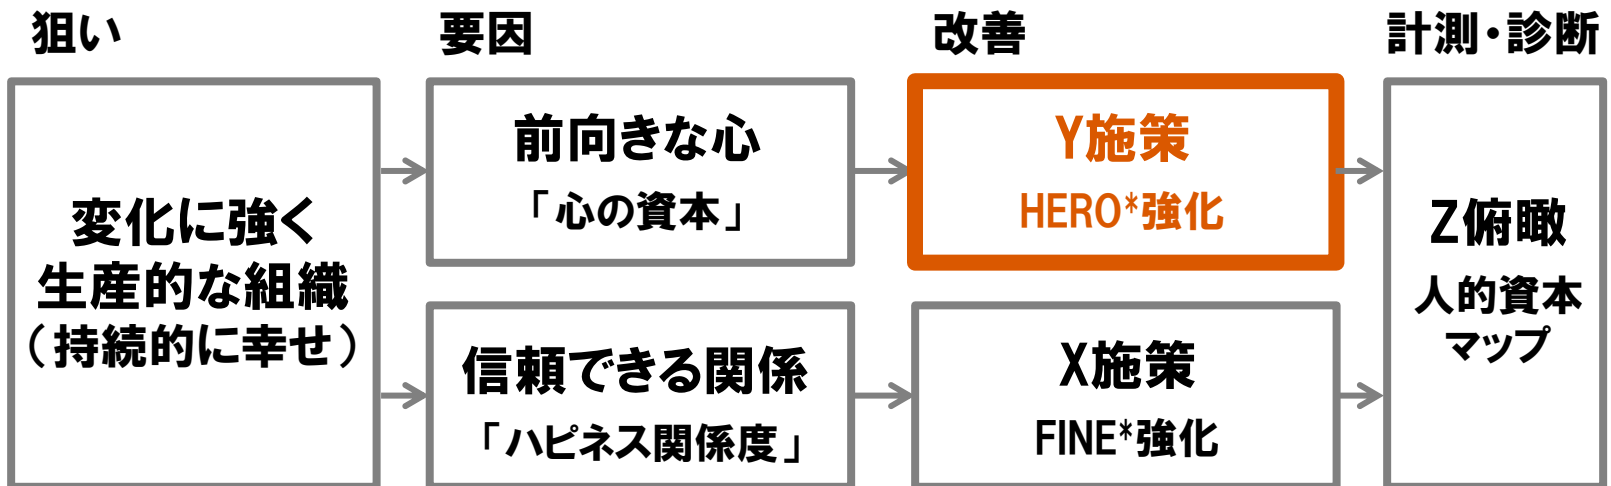 狙い
要因
改善
計測・診断
変化に強く
生産的な組織
（持続的に幸せ）
前向きな心
「心の資本」
Y施策
HERO*強化
信頼できる関係
「ハピネス関係度」
X施策
FINE*強化
Z俯瞰
人的資本
マップ